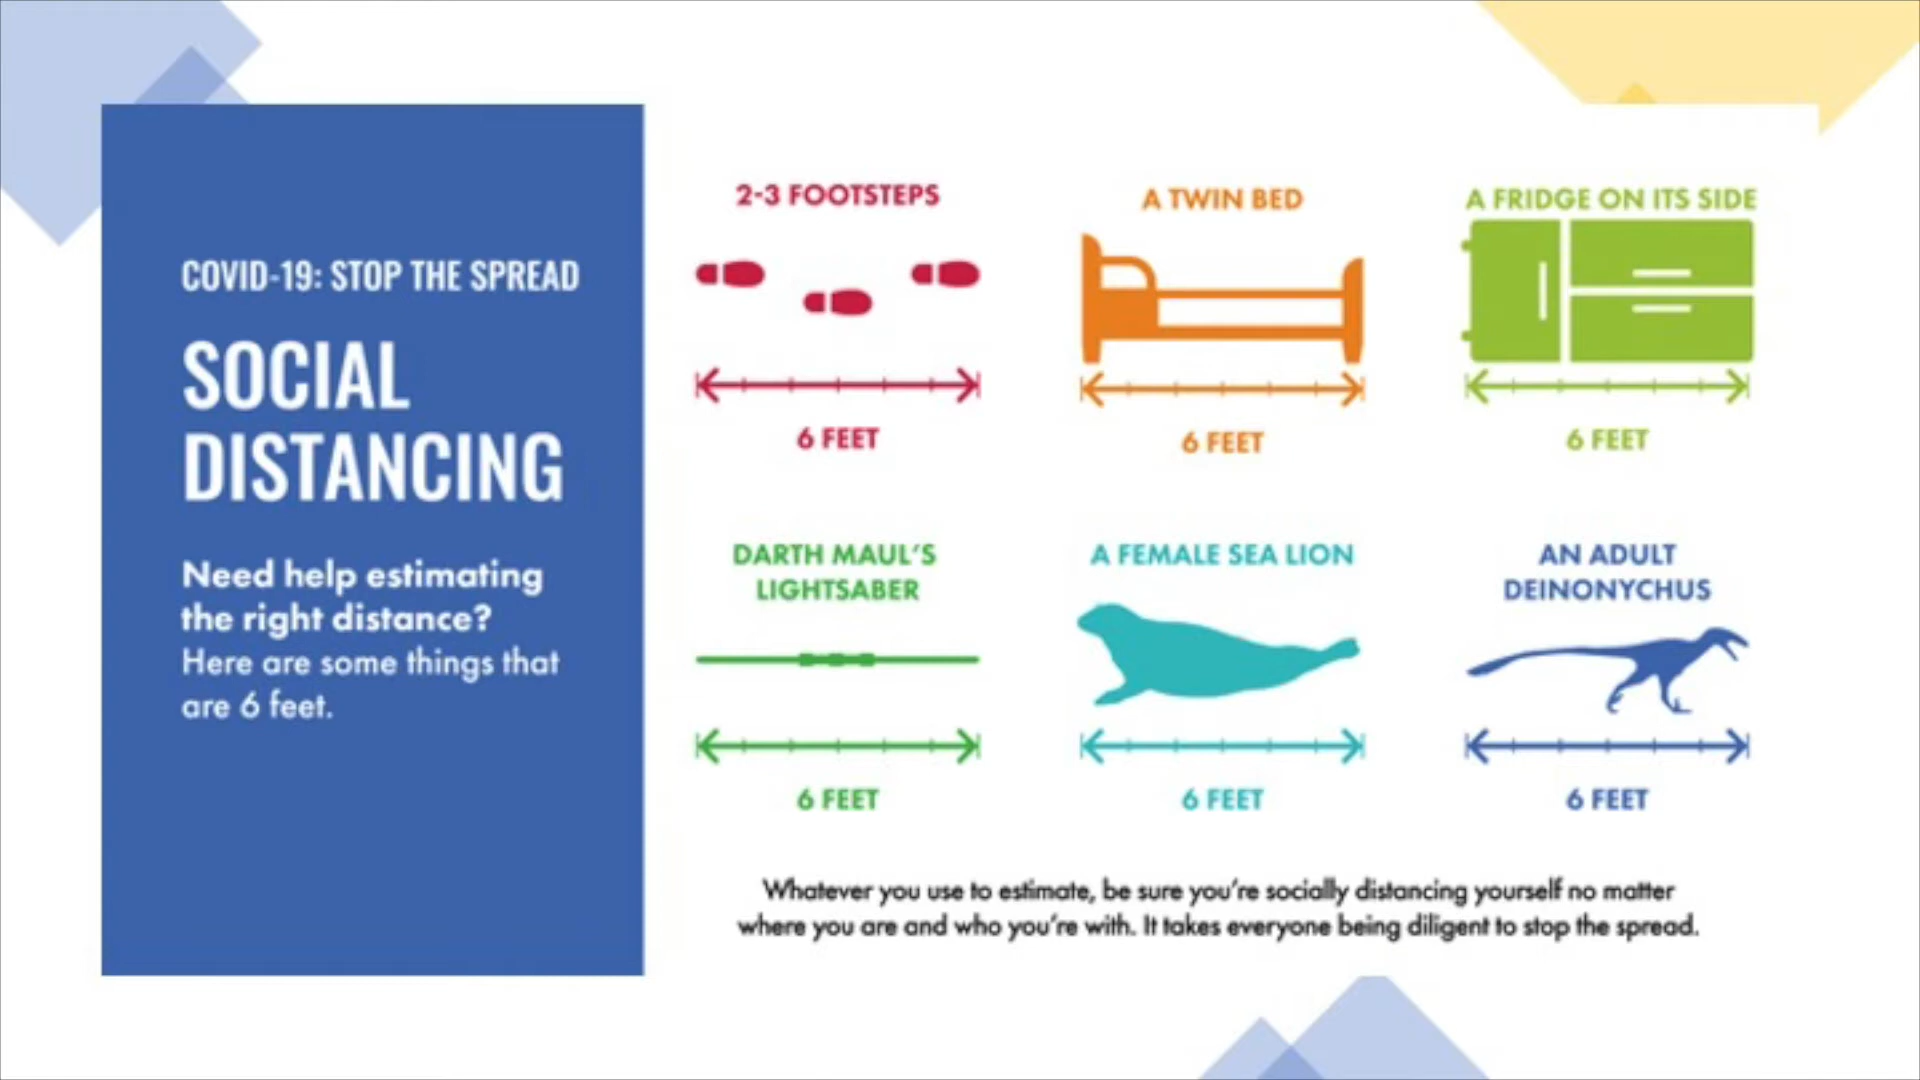 COVID-19: STOP THE SPREAD
SOCIAL
DISTANCING
Need help estimating
the right distance?
Here are some things that
are 6 feet.
2-3 FOOTSTEPS
6 FEET
A TWIN BED
6 FEET
A FRIDGE ON ITS SIDE
6 FEET
DARTH MAUL'S
LIGHTSABER
6 FEET
A FEMALE SEA LION
6 FEET
AN ADULT
DEINONYCHUS
6 FEET
Whatever you use to estimate, be sure you're socially distancing yourself no matter
where you are and who you're with. It takes everyone being diligent to stop the spread.